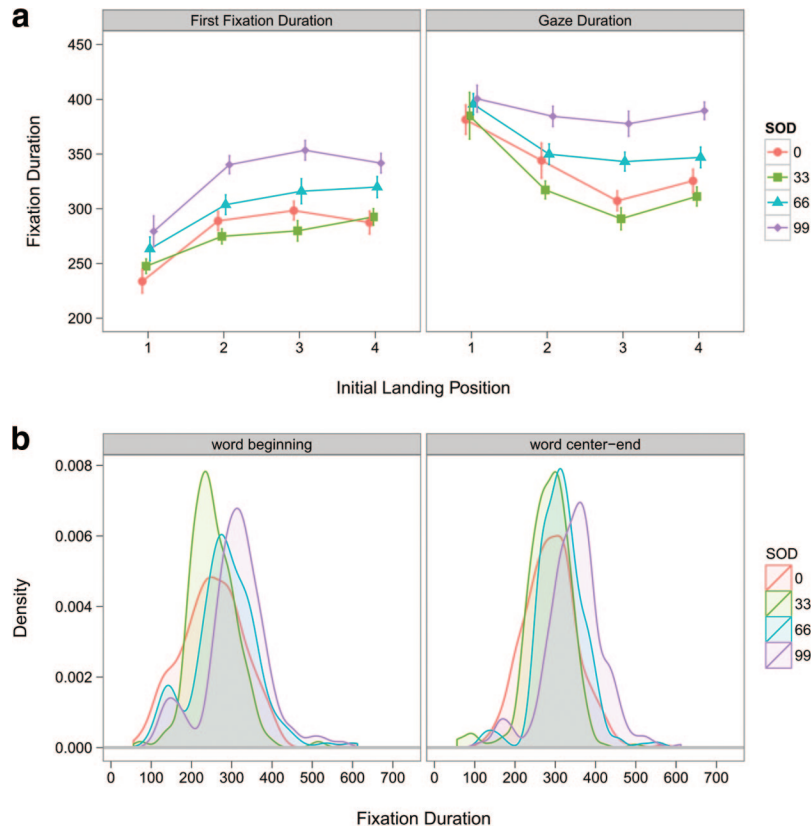 a
First Fixation Duration
Gaze Duration
450
400
350
300
250
200
Fixation Duration
1 2 3 4
1 2 3 4
Initial Landing Position
SOD
0
33
66
99
b
word beginning
word center-end
0.008
0.006
0.004
0.002
0.000
Density
0 100 200 300 400 500 600 700
0 100 200 300 400 500 600 700
Fixation Duration
SOD
0
33
66
99